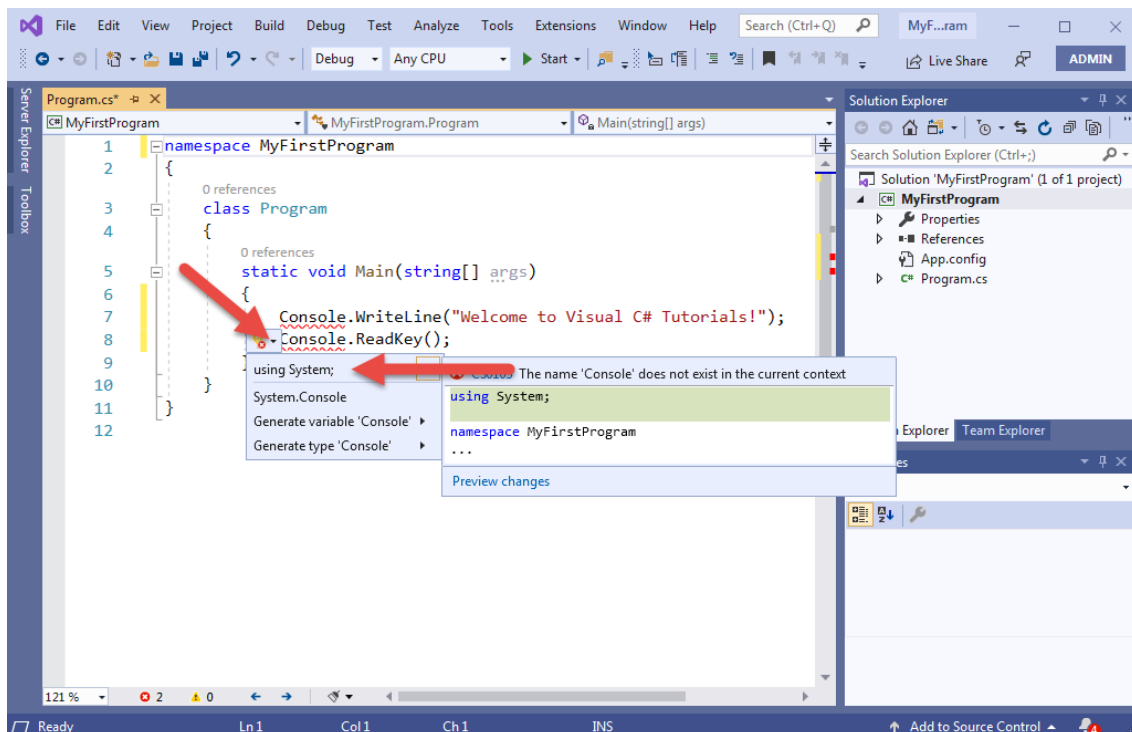 File Edit View Project Build Debug Test Analyze Tools Extensions Window Help Search (Ctrl+Q) MyF...ram
Debug Any CPU Start Live Share ADMIN
Server Explorer
Toolbox
Program.cs*
MyFirstProgram MyFirstProgram.Program Main(string[] args)
1 namespace MyFirstProgram
2 {
0 references
3 class Program
4 {
0 references
5 static void Main(string[] args)
6 {
7 Console.WriteLine("Welcome to Visual C# Tutorials!");
8 Console.ReadKey();
9
10 }
11 }
12
using System;
System.Console
Generate variable 'Console'
Generate type 'Console'
The name 'Console' does not exist in the current context
using System;
namespace MyFirstProgram
...
Preview changes
Solution Explorer
Search Solution Explorer (Ctrl+;)
Solution 'MyFirstProgram' (1 of 1 project)
C# MyFirstProgram
Properties
References
App.config
C# Program.cs
Explorer Team Explorer
121 % 2 0
Ready Ln 1 Col 1 Ch 1 INS Add to Source Control 4